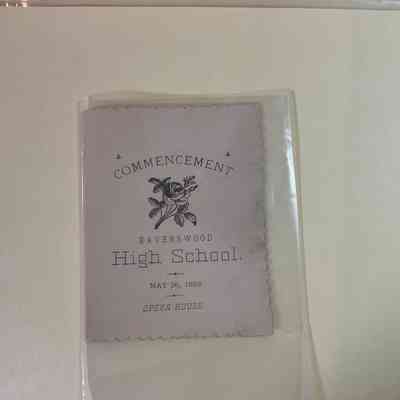 COMMENCEMENT
RAVENSWOOD
High School.
MAY 26,
OPERA HOUSE